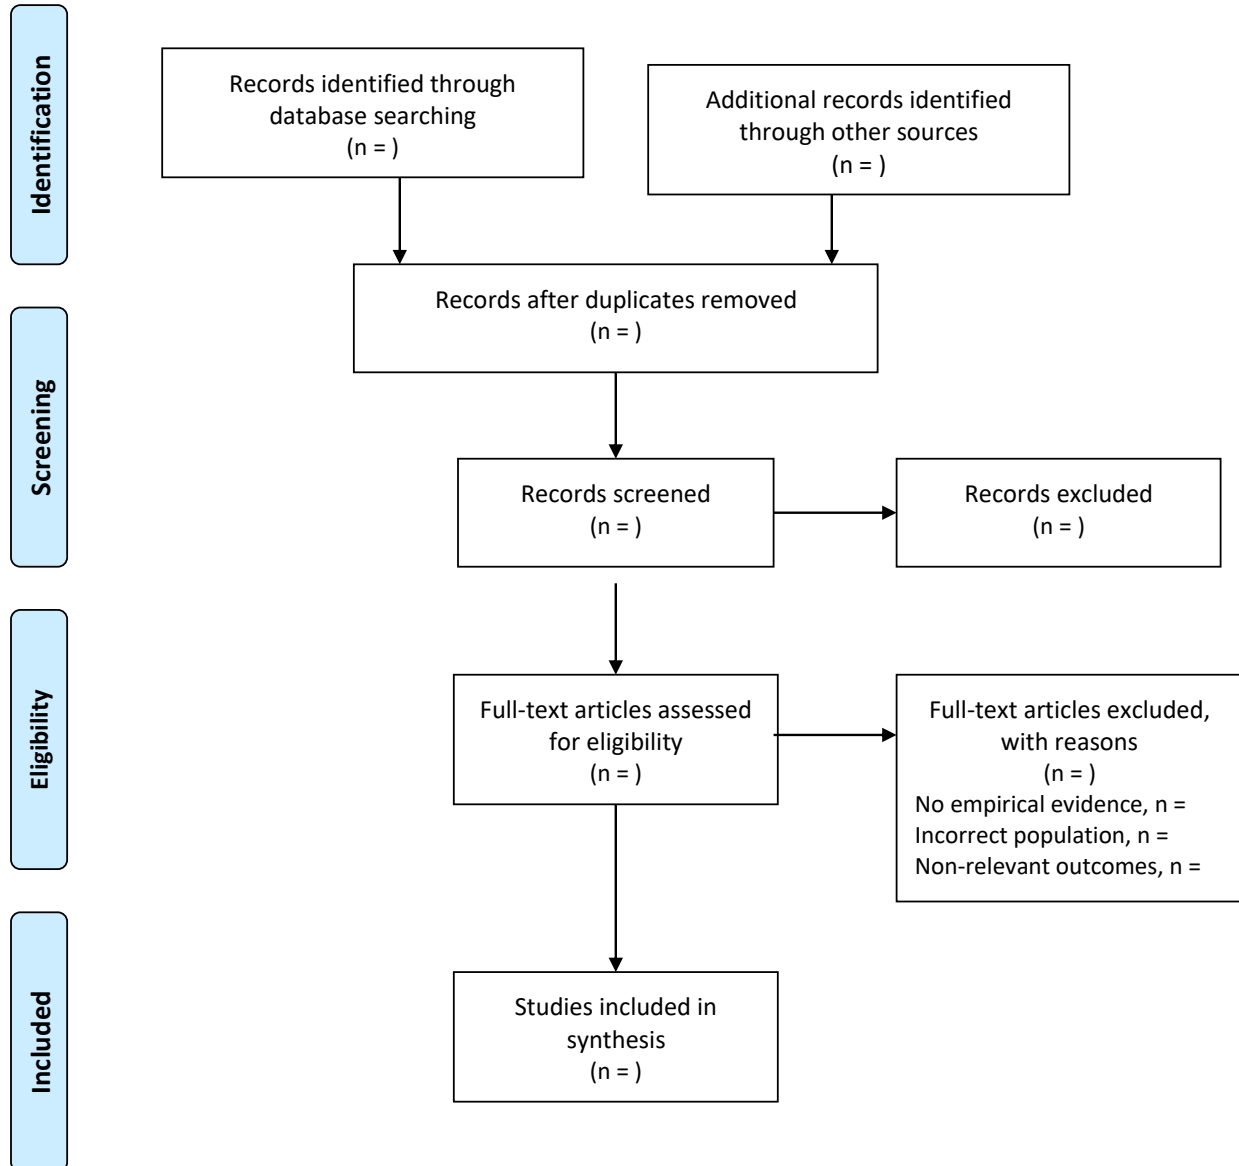 Identification
Records identified through
database searching
(n = )
Additional records identified
through other sources
(n = )
Records after duplicates removed
(n = )
Screening
Records screened
(n = )
Records excluded
(n = )
Eligibility
Full-text articles assessed
for eligibility
(n = )
Full-text articles excluded,
with reasons
(n = )
No empirical evidence, n =
Incorrect population, n =
Non-relevant outcomes, n =
Included
Studies included in
synthesis
(n = )